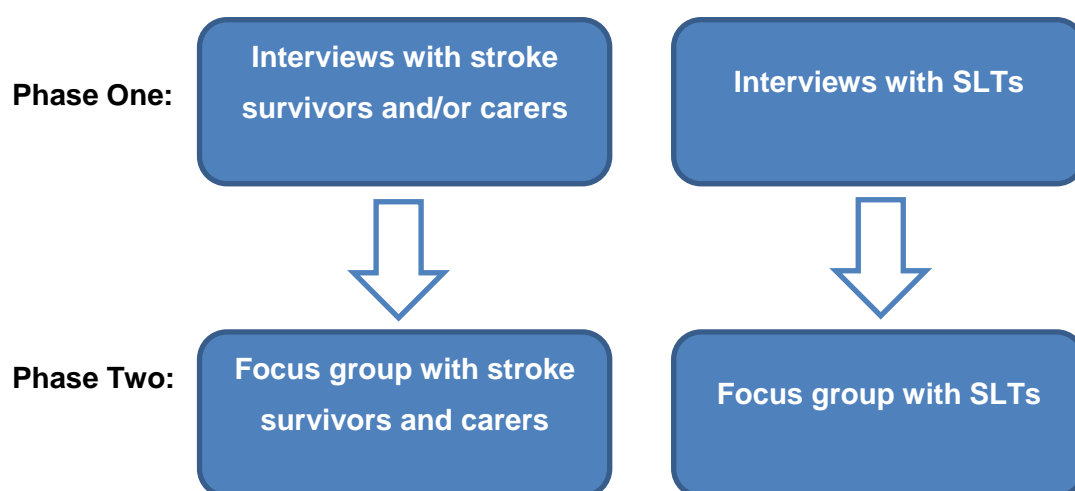 Phase One:
Interviews with stroke
survivors and/or carers
Interviews with SLTs
Phase Two:
Focus group with stroke
survivors and carers
Focus group with SLTs